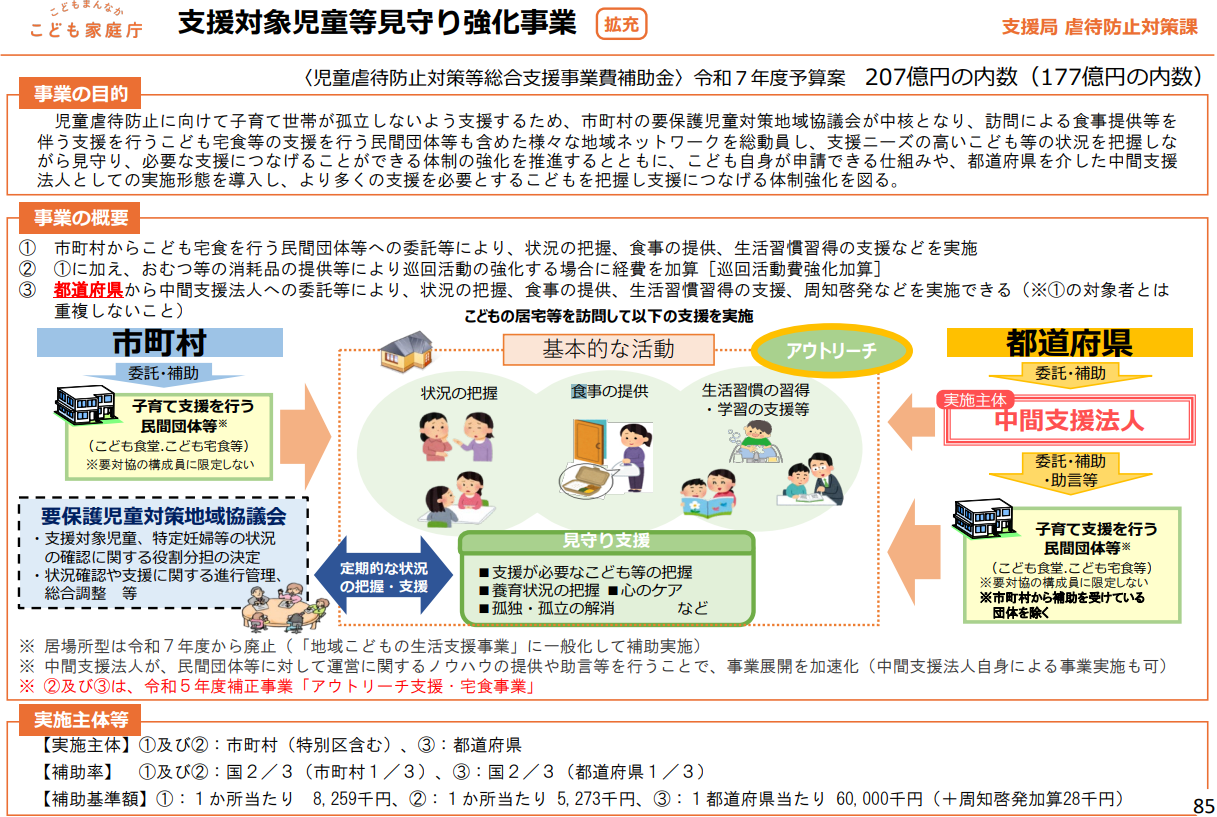 こどもまんなか
こども家庭庁
支援対象児童等見守り強化事業
拡充
支援局 虐待防止対策課
〈児童虐待防止対策等総合支援事業費補助金〉令和７年度予算案　207億円の内数（177億円の内数）
事業の目的
児童虐待防止に向けて子育て世帯が孤立しないよう支援するため、市町村の要保護児童対策地域協議会が中核となり、訪問による食事提供等を
伴う支援を行うこども宅食等の支援を行う民間団体等も含めた様々な地域ネットワークを総動員し、支援ニーズの高いこども等の状況を把握しな
がら見守り、必要な支援につなげることができる体制の強化を推進するとともに、こども自身が申請できる仕組みや、都道府県を介した中間支援
法人としての実施形態を導入し、より多くの支援を必要とするこどもを把握し支援につなげる体制強化を図る。
事業の概要
①　市町村からこども宅食を行う民間団体等への委託等により、状況の把握、食事の提供、生活習慣習得の支援などを実施
②　①に加え、おむつ等の消耗品の提供等により巡回活動の強化する場合に経費を加算［巡回活動費強化加算］
③　都道府県から中間支援法人への委託等により、状況の把握、食事の提供、生活習慣習得の支援、周知啓発などを実施できる（※①の対象者とは
重複しないこと）
こどもの居宅等を訪問して以下の支援を実施
市町村
委託・補助
子育て支援を行う
民間団体等※
（こども食堂.こども宅食等）
※要対協の構成員に限定しない
要保護児童対策地域協議会
・支援対象児童、特定妊婦等の状況
の確認に関する役割分担の決定
・状況確認や支援に関する進行管理、
総合調整　等
定期的な状況
の把握・支援
基本的な活動
アウトリーチ
状況の把握
食事の提供
生活習慣の習得
・学習の支援等
見守り支援
■支援が必要なこども等の把握
■養育状況の把握 ■心のケア
■孤独・孤立の解消　　　など
都道府県
委託・補助
実施主体
中間支援法人
委託・補助
・助言等
子育て支援を行う
民間団体等※
（こども食堂.こども宅食等）
※要対協の構成員に限定しない
※市町村から補助を受けている
団体を除く
※ 居場所型は令和７年度から廃止（「地域こどもの生活支援事業」に一般化して補助実施）
※ 中間支援法人が、民間団体等に対して運営に関するノウハウの提供や助言等を行うことで、事業展開を加速化（中間支援法人自身による事業実施も可）
※ ②及び③は、令和５年度補正事業「アウトリーチ支援・宅食事業」
実施主体等
【実施主体】①及び②：市町村（特別区含む）、③：都道府県
【補助率】　①及び②：国２／３（市町村１／３）、③：国２／３（都道府県１／３）
【補助基準額】①：１か所当たり　8,259千円、②：１か所当たり 5,273千円、③：１都道府県当たり 60,000千円（＋周知啓発加算28千円）
85